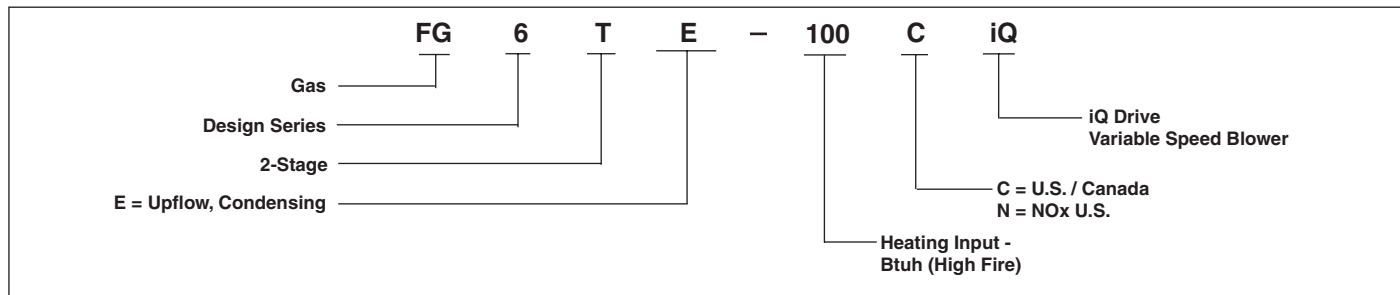 FG 6 T E – 100 C iQ
Gas
Design Series
2-Stage
E = Upflow, Condensing
iQ Drive
Variable Speed Blower
C = U.S. / Canada
N = NOx U.S.
Heating Input -
Btuh (High Fire)